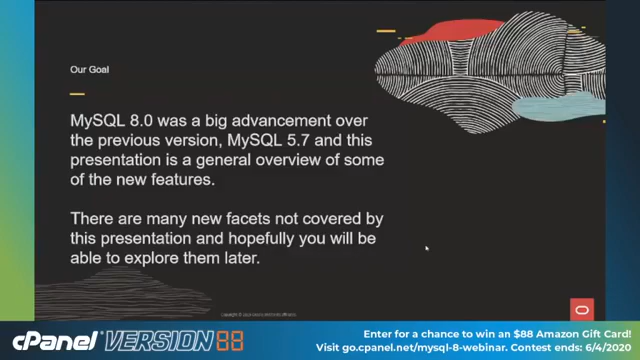 Our Goal
MySQL 8.0 was a big advancement over
the previous version, MySQL 5.7 and this
presentation is a general overview of some
of the new features.
There are many new facets not covered by
this presentation and hopefully you will be
able to explore them later.
cPanel VERSION 88
Enter for a chance to win an $88 Amazon Gift Card!
Visit go.cpanel.net/mysql-8-webinar. Contest ends: 6/4/2020